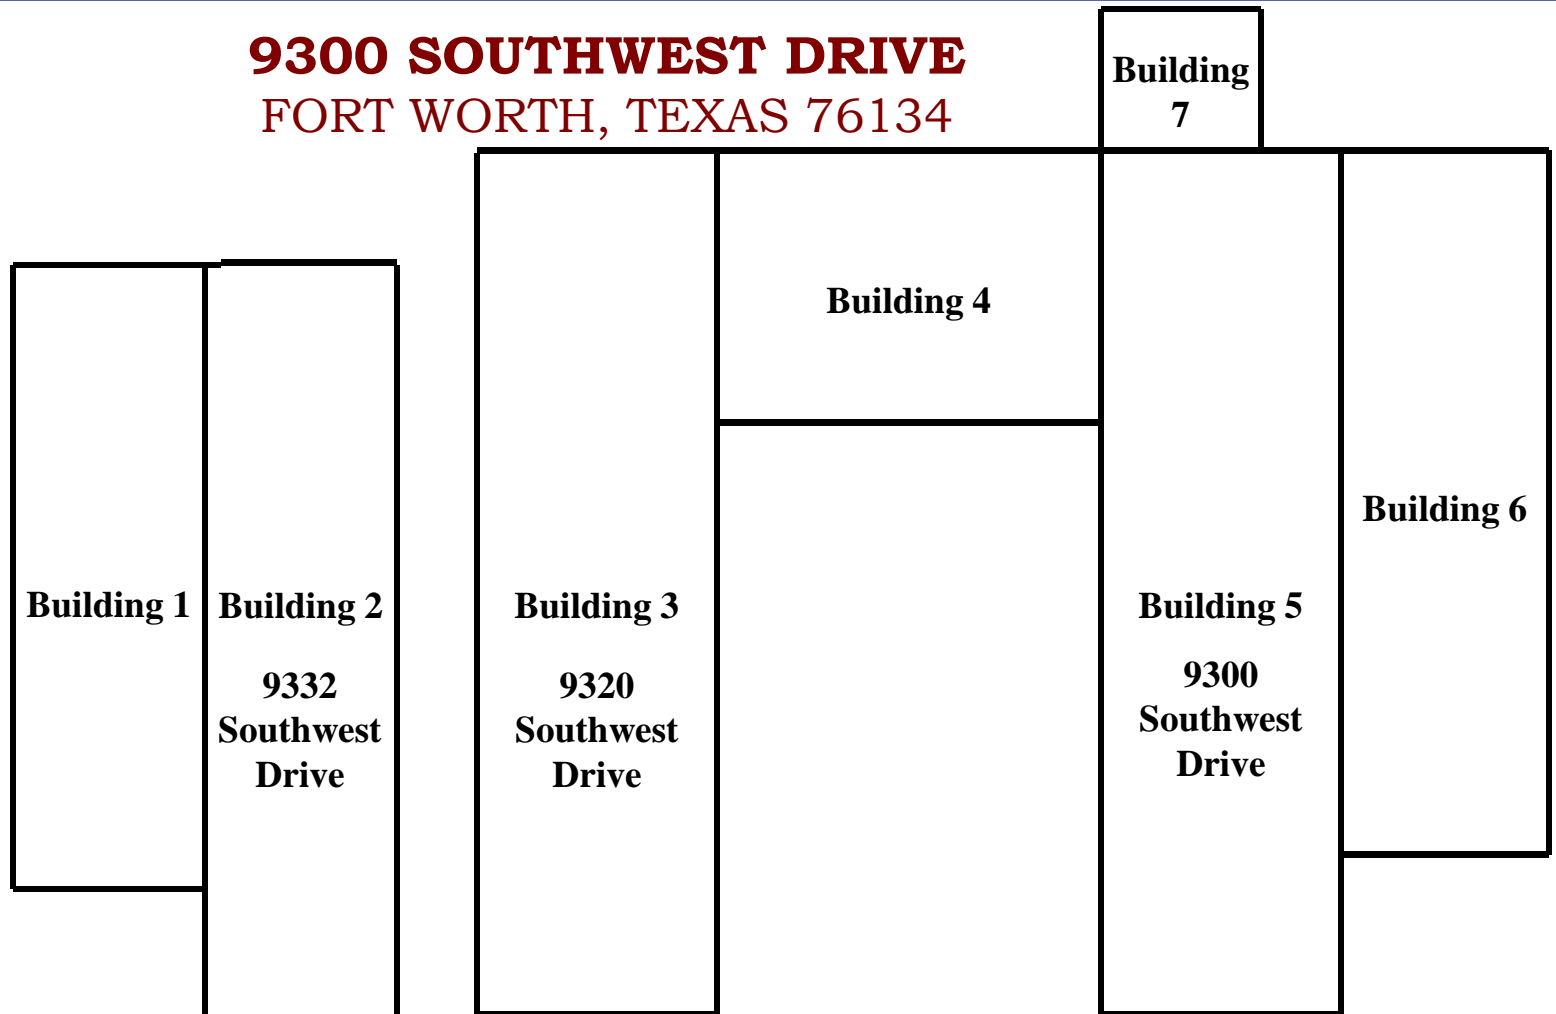 9300 SOUTHWEST DRIVE
FORT WORTH, TEXAS 76134
Building
7
Building 4
Building 6
Building 1
Building 2
9332
Southwest
Drive
Building 3
9320
Southwest
Drive
Building 5
9300
Southwest
Drive